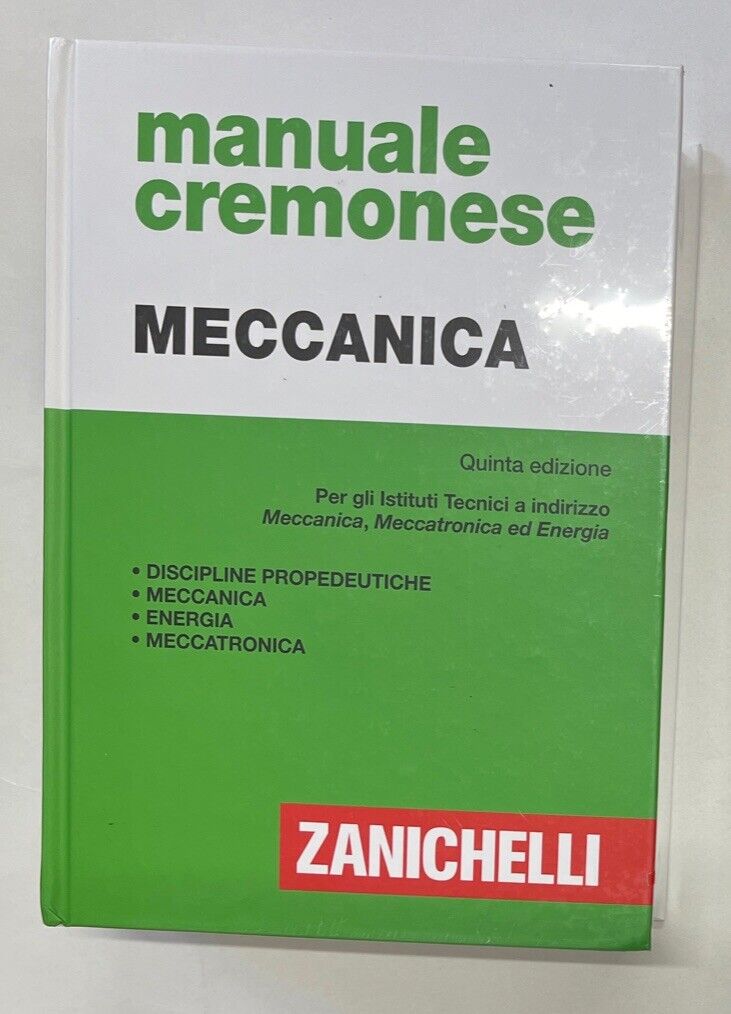 manuale
cremonese
MECCANICA
Quinta edizione
Per gli Istituti Tecnici a indirizzo
Meccanica, Meccatronica ed Energia
• DISCIPLINE PROPEDEUTICHE
• MECCANICA
• ENERGIA
• MECCATRONICA
ZANICHELLI